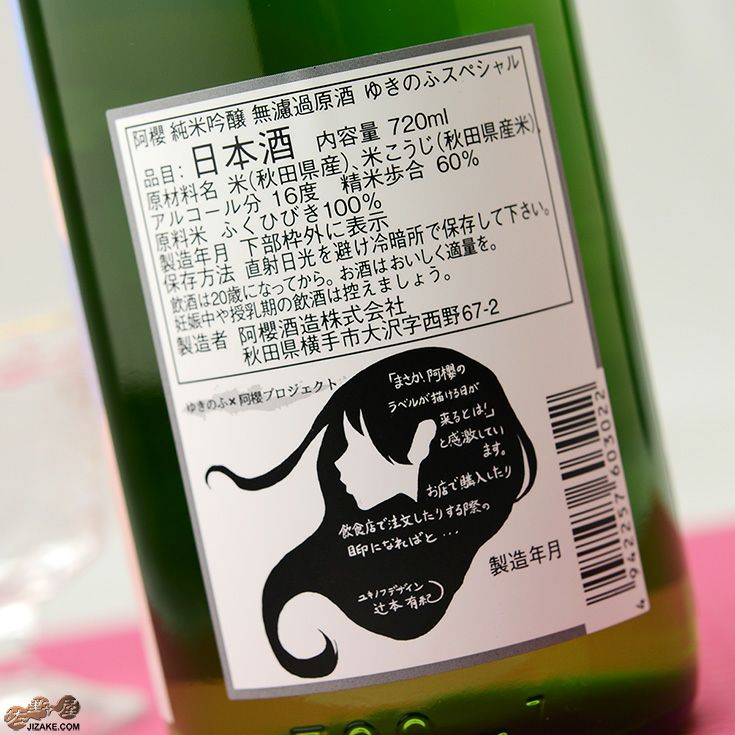 阿櫻 純米吟醸 無濾過原酒 ゆきのふスペシャル
品目: 日本酒 内容量 720ml
原材料名 米(秋田県産)、米こうじ(秋田県産米)
アルコール分 16度 精米歩合 60%
原料米 ふくひびき100%
製造年月 下部枠外に表示
保存方法 直射日光を避け冷暗所で保存して下さい。
飲酒は20歳になってから。お酒はおいしく適量を。
妊娠中や授乳期の飲酒は控えましょう。
製造者 阿櫻酒造株式会社
秋田県横手市大沢字西野67-2
ゆきのふ×阿櫻プロジェクト
「まさか、阿櫻の
ラベルが描ける日が
来るとは!」
と感激してい
ます。
お店で購入したり
飲食店で注文したりする際の
目印になればと…
ユキノフデザイン
辻本 有紀
製造年月
4942257603022
JIZAKE.COM